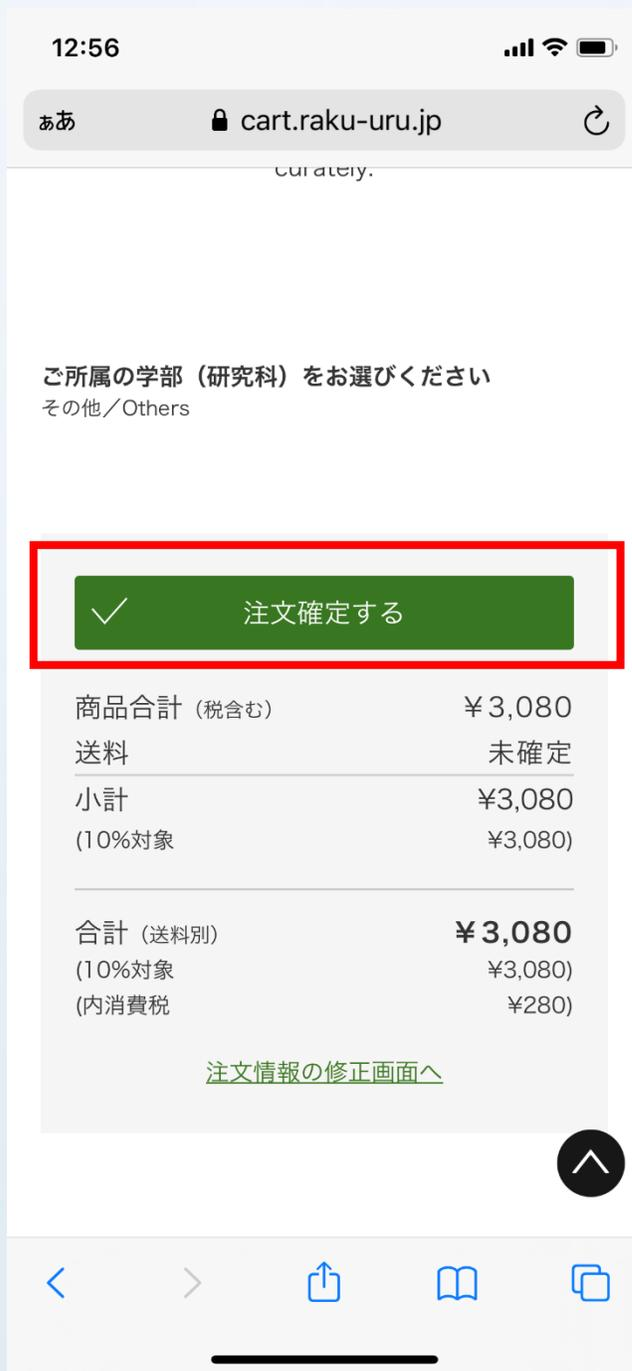 12:56
ぁあ cart.raku-uru.jp
curately.
ご所属の学部（研究科）をお選びください
その他／Others
注文確定する
商品合計（税含む） ￥3,080
送料 未確定
小計 ¥3,080
(10%対象 ¥3,080)
合計（送料別） ￥3,080
(10%対象 ¥3,080)
(内消費税 ¥280)
注文情報の修正画面へ